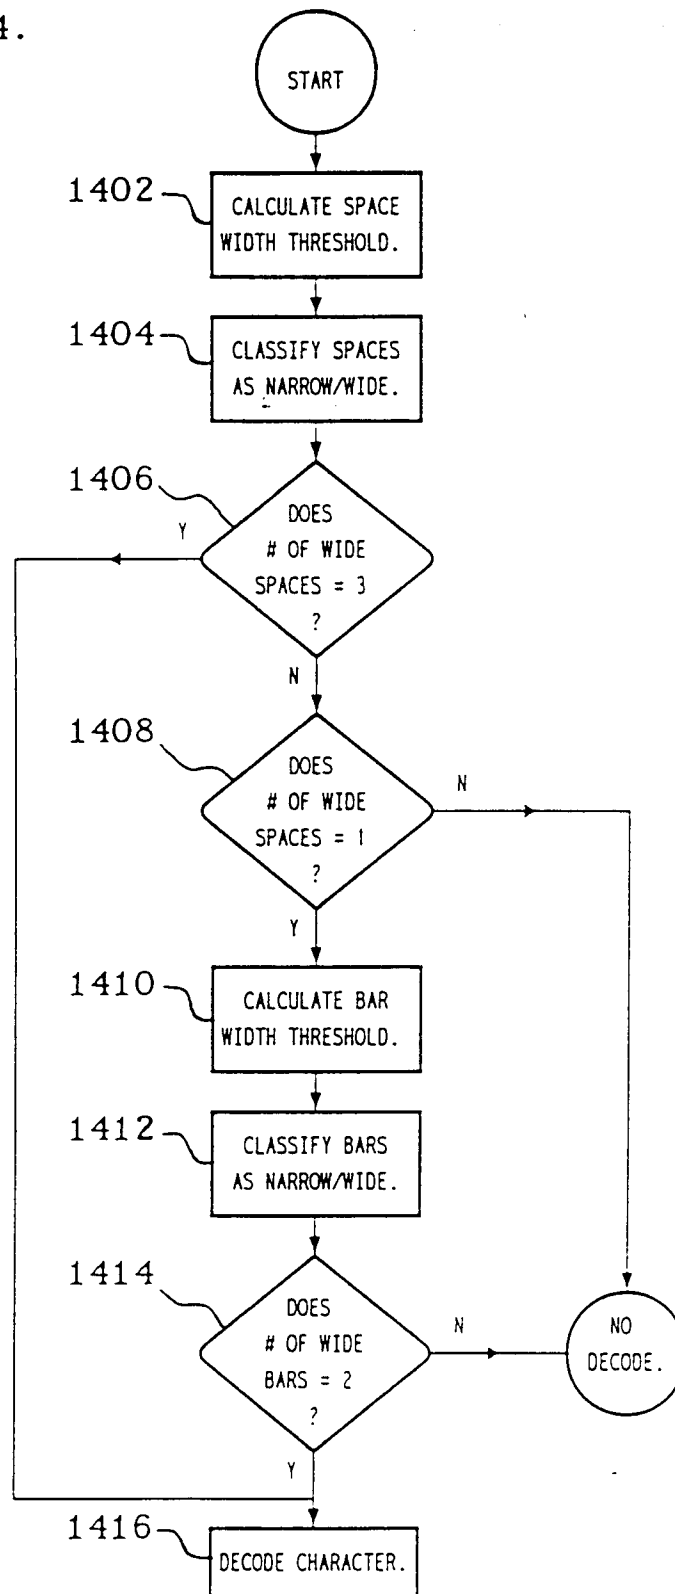 4.
START
1402
CALCULATE SPACE
WIDTH THRESHOLD.
1404
CLASSIFY SPACES
AS NARROW/WIDE.
1406
Y
DOES
# OF WIDE
SPACES = 3
?
N
1408
DOES
# OF WIDE
SPACES = 1
?
N
Y
1410
CALCULATE BAR
WIDTH THRESHOLD.
1412
CLASSIFY BARS
AS NARROW/WIDE.
1414
DOES
# OF WIDE
BARS = 2
?
N
NO
DECODE.
Y
1416
DECODE CHARACTER.